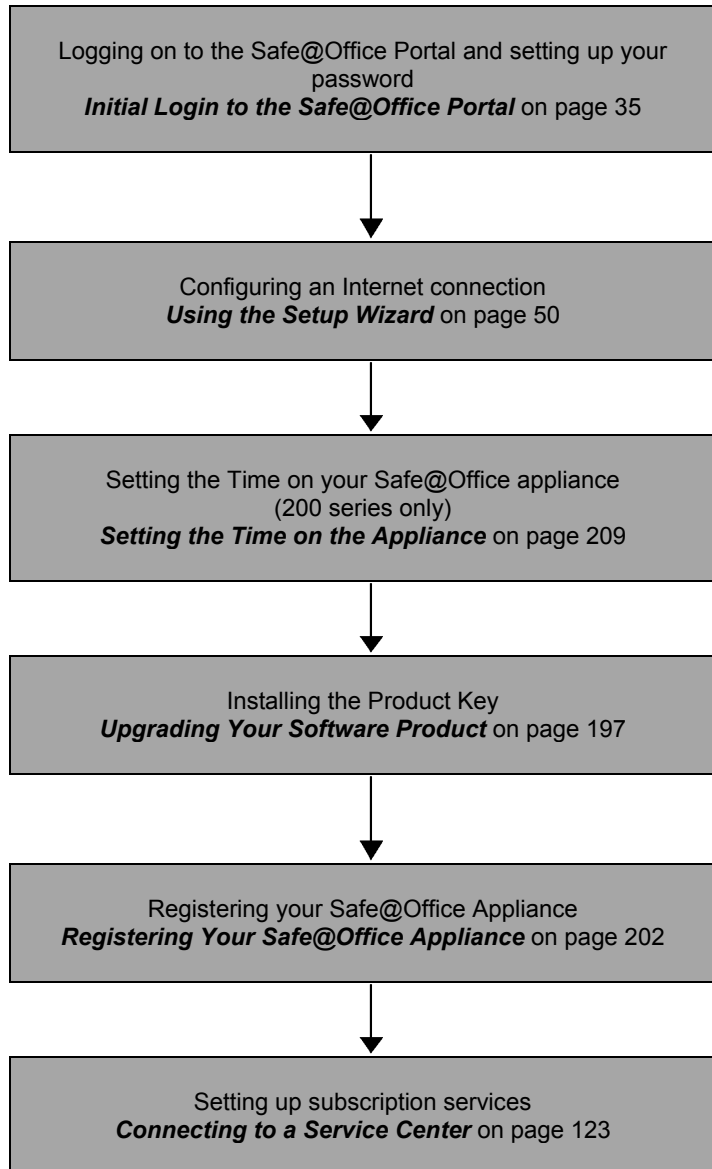 Logging on to the Safe@Office Portal and setting up your
password
Initial Login to the Safe@Office Portal on page 35
Configuring an Internet connection
Using the Setup Wizard on page 50
Setting the Time on your Safe@Office appliance
(200 series only)
Setting the Time on the Appliance on page 209
Installing the Product Key
Upgrading Your Software Product on page 197
Registering your Safe@Office Appliance
Registering Your Safe@Office Appliance on page 202
Setting up subscription services
Connecting to a Service Center on page 123